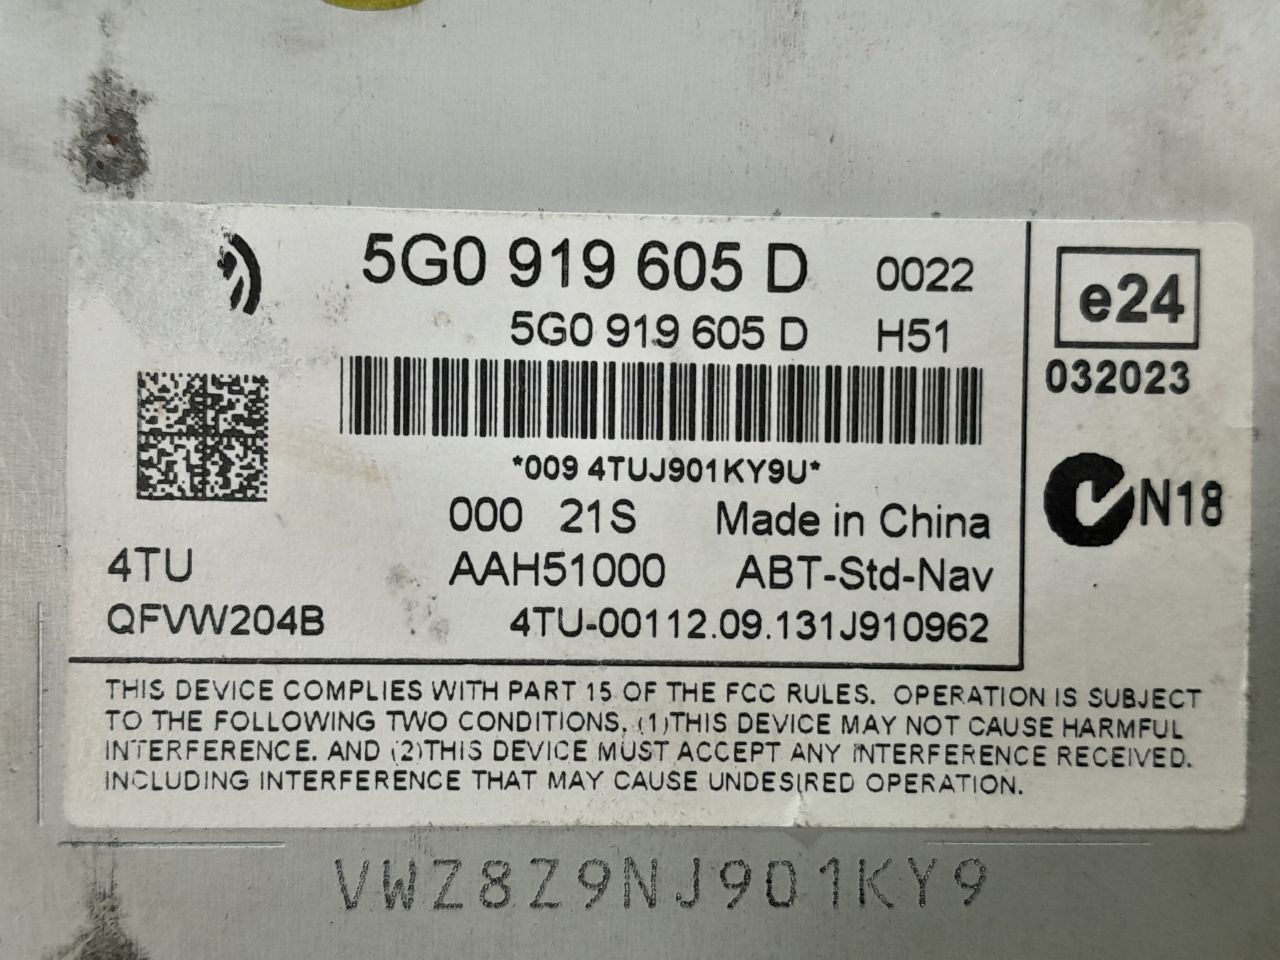 5G0 919 605 D 0022
5G0 919 605 D H51
*009 4TUJ901KY9U*
000 21S Made in China
4TU AAH51000 ABT-Std-Nav
QFVW204B 4TU-00112.09.131J910962
e24
032023
N18
THIS DEVICE COMPLIES WITH PART 15 OF THE FCC RULES. OPERATION IS SUBJECT
TO THE FOLLOWING TWO CONDITIONS, (1)THIS DEVICE MAY NOT CAUSE HARMFUL
INTERFERENCE. AND (2)THIS DEVICE MUST ACCEPT ANY INTERFERENCE RECEIVED.
INCLUDING INTERFERENCE THAT MAY CAUSE UNDESIRED OPERATION.
VWZ8Z9NJ901KY9